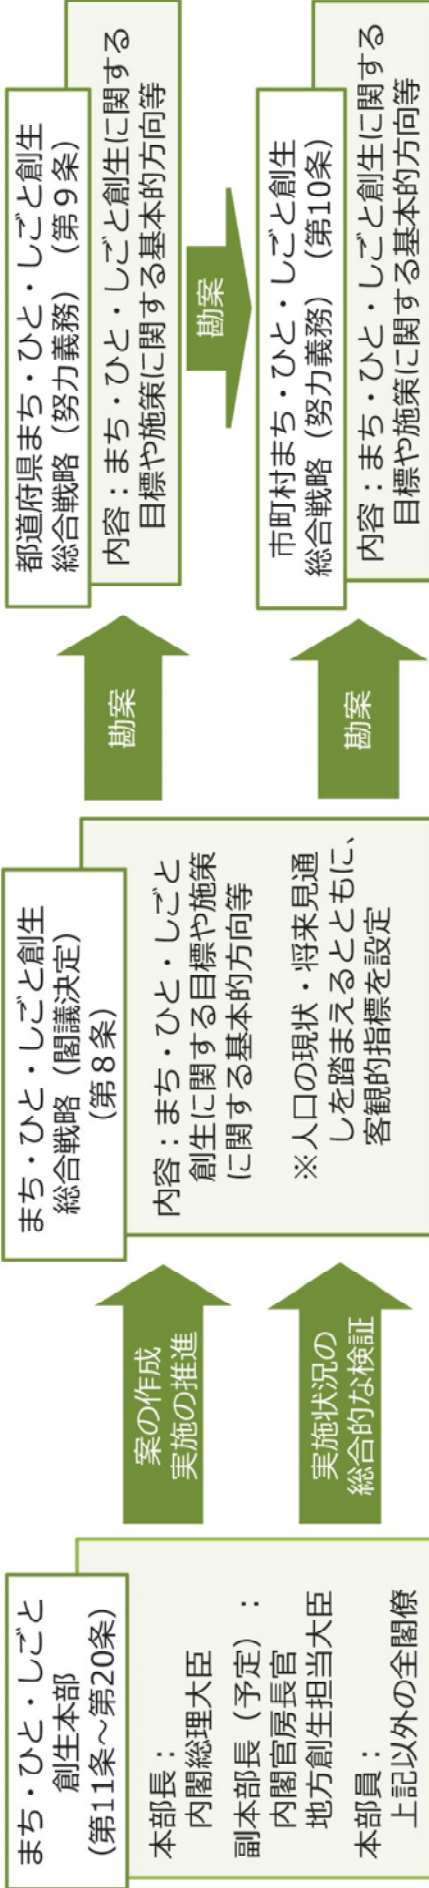 まち・ひと・しごと
創生本部
(第11条～第20条)
本部長：
内閣総理大臣
副本部長（予定）：
内閣官房長官
地方創生担当大臣
本部員：
上記以外の全閣僚
案の作成
実施の推進
実施状況の
総合的な検証
まち・ひと・しごと創生
総合戦略（閣議決定）
(第８条)
内容：まち・ひと・しごと
創生に関する目標や施策
に関する基本的方向等
※人口の現状・将来見通
しを踏まえるとともに、
客観的指標を設定
勘案
勘案
都道府県まち・ひと・しごと創生
総合戦略（努力義務）（第９条）
内容：まち・ひと・しごと創生に関する
目標や施策に関する基本的方向等
勘案
市町村まち・ひと・しごと創生
総合戦略（努力義務）（第10条）
内容：まち・ひと・しごと創生に関する
目標や施策に関する基本的方向等